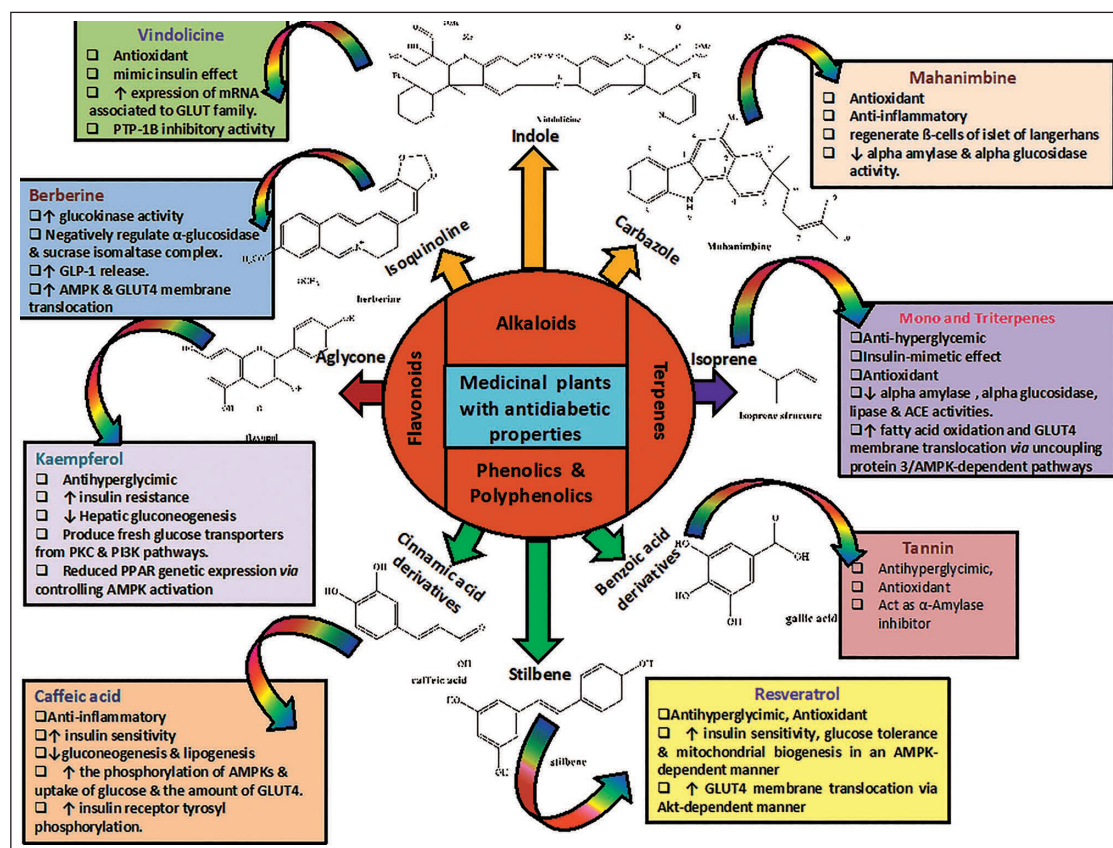 Vindolicine
❑ Antioxidant
❑ mimic insulin effect
❑ ↑ expression of mRNA
associated to GLUT family.
❑ PTP-1B inhibitory activity
Indole
Mahanimbine
❑ Antioxidant
❑ Anti-inflammatory
❑ regenerate ß-cells of islet of langerhans
❑ ↓ alpha amylase & alpha glucosidase
activity.
Berberine
❑↑ glucokinase activity
❑ Negatively regulate α-glucosidase
& sucrase isomaltase complex.
❑↑ GLP-1 release.
❑↑ AMPK & GLUT4 membrane
translocation
berberine
Isoquinoline
Carbazole
Alkaloids
Flavonoids
Medicinal plants
with antidiabetic
properties
Terpenes
Phenolics &
Polyphenolics
Aglycone
Isoprene
Isoprene structure
Mono and Triterpenes
❑Anti-hyperglycemic
❑Insulin-mimetic effect
❑Antioxidant
❑↓ alpha amylase , alpha glucosidase,
lipase & ACE activities.
❑↑ fatty acid oxidation and GLUT4
membrane translocation via uncoupling
protein 3/AMPK-dependent pathways
Kaempferol
❑ Antihyperglycimic
❑ ↑ insulin resistance
❑ ↓ Hepatic gluconeogenesis
❑ Produce fresh glucose transporters
from PKC & PI3K pathways.
❑ Reduced PPAR genetic expression via
controlling AMPK activation
Cinnamic acid
derivatives
Benzoic acid
derivatives
HO
OH
OH
O
OH
gallic acid
Tannin
❑ Antihyperglycimic,
❑ Antioxidant
❑ Act as α-Amylase
inhibitor
Stilbene
caffeic acid
stilbene
Caffeic acid
❑Anti-inflammatory
❑↑ insulin sensitivity
❑↓gluconeogenesis & lipogenesis
❑ ↑ the phosphorylation of AMPKs &
uptake of glucose & the amount of GLUT4.
❑ ↑ insulin receptor tyrosyl
phosphorylation.
Resveratrol
❑Antihyperglycimic, Antioxidant
❑ ↑ insulin sensitivity, glucose tolerance
& mitochondrial biogenesis in an AMPK-
dependent manner
❑ ↑ GLUT4 membrane translocation via
Akt-dependent manner